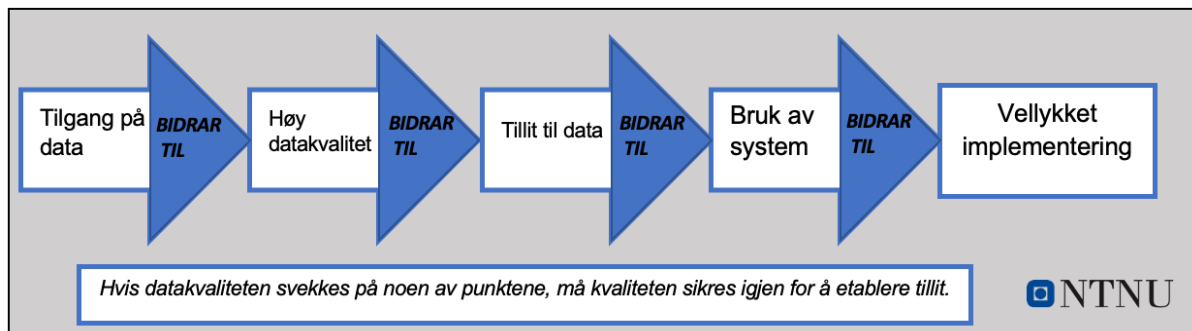 Tilgang på
data
BIDRAR
TIL
Høy
datakvalitet
BIDRAR
TIL
Tillit til data
BIDRAR
TIL
Bruk av
system
BIDRAR
TIL
Vellykket
implementering
Hvis datakvaliteten svekkes på noen av punktene, må kvaliteten sikres igjen for å etablere tillit.
NTNU